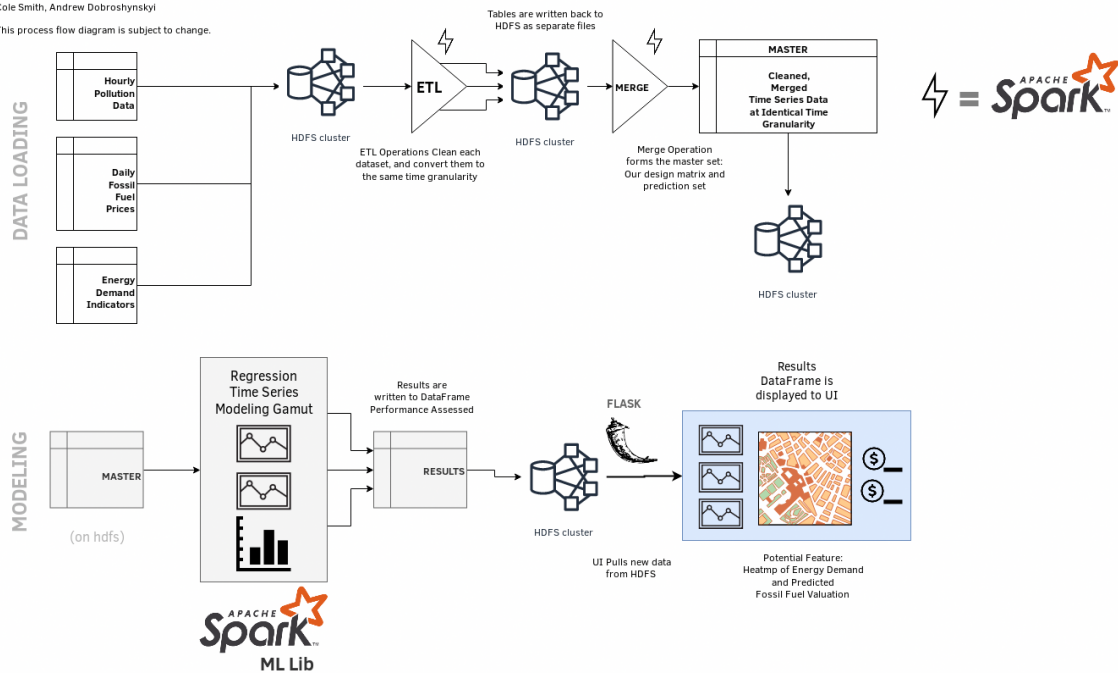 Cole Smith, Andrew Dobroshynskyi
This process flow diagram is subject to change.
DATA LOADING
Hourly
Pollution
Data
Daily
Fossil
Fuel
Prices
Energy
Demand
Indicators
HDFS cluster
ETL
ETL Operations Clean each
dataset, and convert them to
the same time granularity
Tables are written back to
HDFS as separate files
HDFS cluster
MERGE
Merge Operation
forms the master set:
Our design matrix and
prediction set
MASTER
Cleaned,
Merged
Time Series Data
at Identical Time
Granularity
HDFS cluster
=
APACHE
Spark™
MODELING
MASTER
(on hdfs)
Regression
Time Series
Modeling Gamut
APACHE
Spark™
ML Lib
Results are
written to DataFrame
Performance Assessed
RESULTS
HDFS cluster
FLASK
UI Pulls new data
from HDFS
Results
DataFrame is
displayed to UI
$
$
Potential Feature:
Heatmp of Energy Demand
and Predicted
Fossil Fuel Valuation